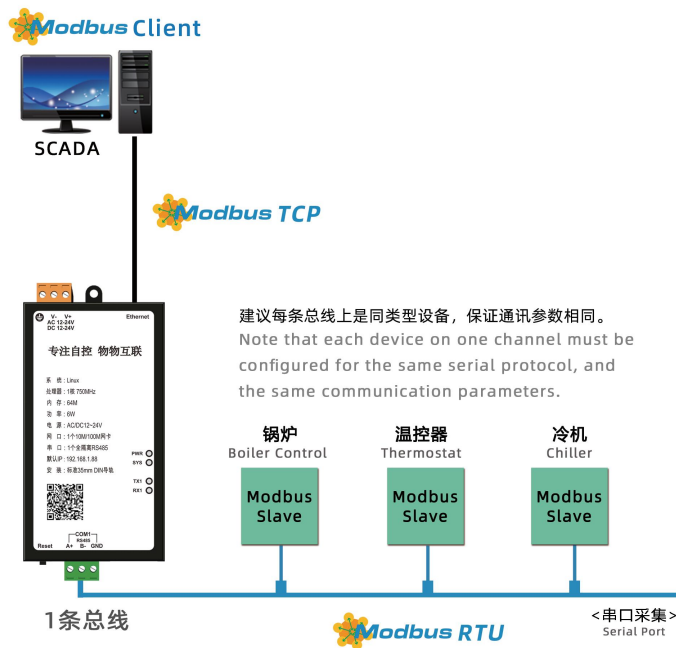 Modbus Client
SCADA
Modbus TCP
V- V+
AC 12-24V
DC 12-24V
Ethernet
专注自控 物物互联
系 统 : Linux
处理器 : 1核 750MHz
内 存 : 64M
功 率 : 6W
电 源 : AC/DC12~24V
网 口 : 1个10M/100M网卡
串 口 : 1个全隔离RS485
默认IP : 192.168.1.88
安 装 : 标准35mm DIN导轨
PWR
SYS
TX1
RX1
COM1
RS485
Reset A+ B- GND
建议每条总线上是同类型设备，保证通讯参数相同。
Note that each device on one channel must be
configured for the same serial protocol, and
the same communication parameters.
锅炉
Boiler Control
温控器
Thermostat
冷机
Chiller
Modbus
Slave
Modbus
Slave
Modbus
Slave
1条总线
Modbus RTU
<串口采集>
Serial Port